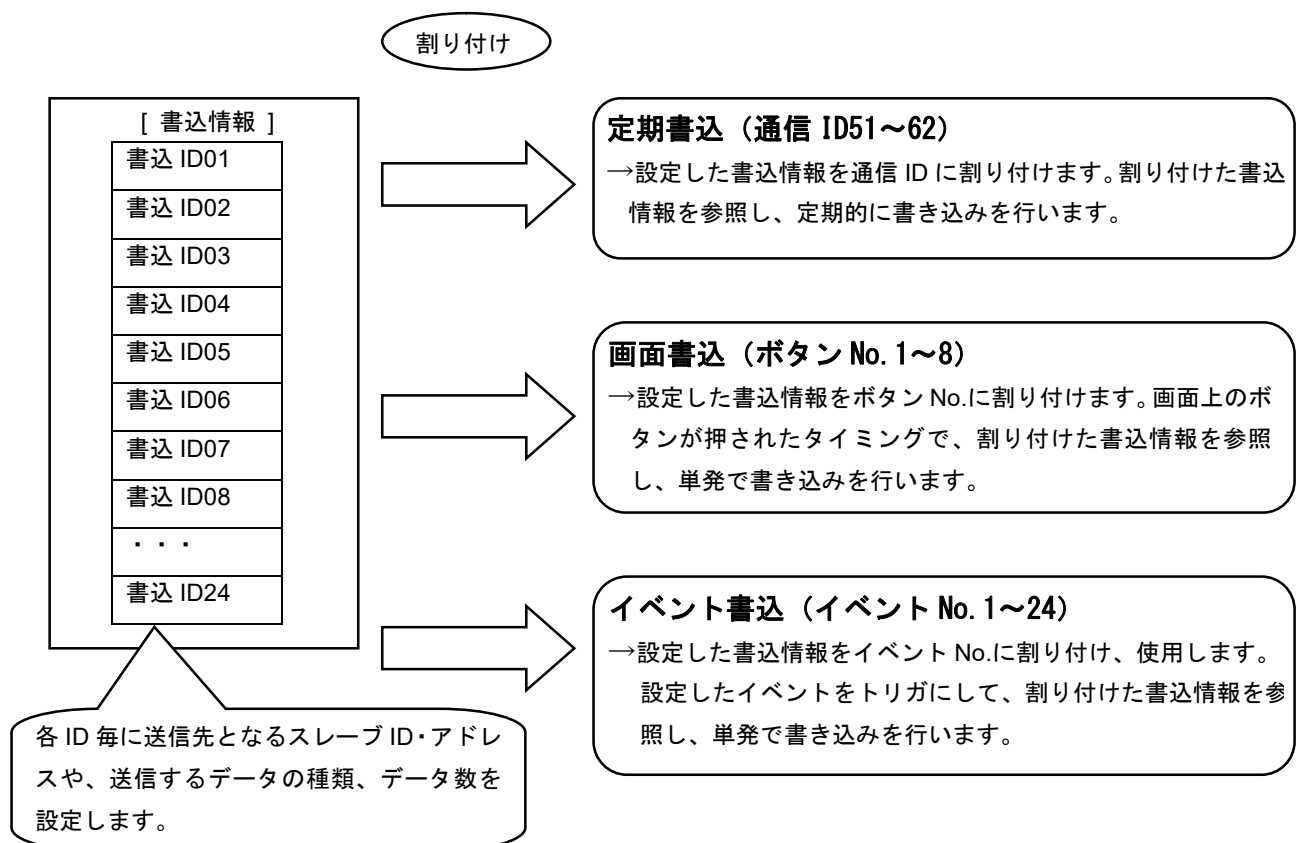 割り付け
[ 書込情報 ]
書込 ID01
書込 ID02
書込 ID03
書込 ID04
書込 ID05
書込 ID06
書込 ID07
書込 ID08
・・・
書込 ID24
各 ID 毎に送信先となるスレーブ ID・アドレ
スや、送信するデータの種類、データ数を
設定します。
定期書込（通信 ID51～62）
→設定した書込情報を通信 ID に割り付けます。割り付けた書込
情報を参照し、定期的に書き込みを行います。
画面書込（ボタン No.1～8）
→設定した書込情報をボタン No.に割り付けます。画面上のボ
タンが押されたタイミングで、割り付けた書込情報を参照
し、単発で書き込みを行います。
イベント書込（イベント No.1～24）
→設定した書込情報をイベント No.に割り付け、使用します。
設定したイベントをトリガにして、割り付けた書込情報を参
照し、単発で書き込みを行います。